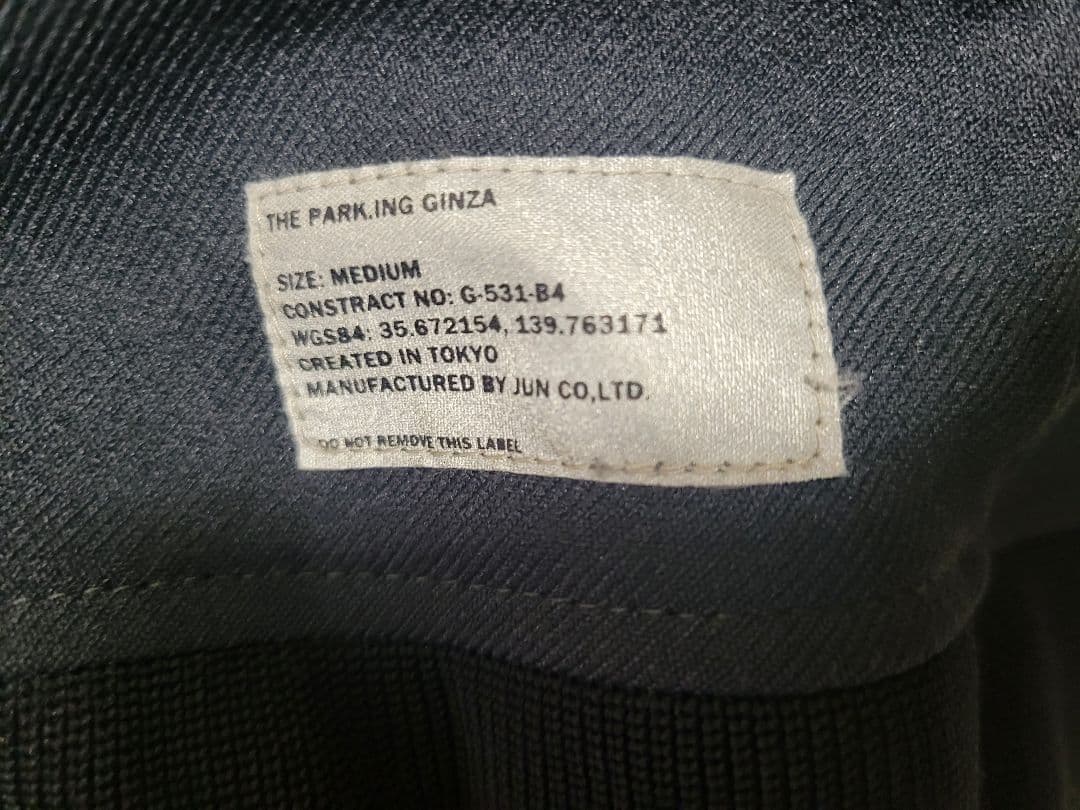 THE PARK.ING GINZA
SIZE: MEDIUM
CONSTRACT NO: G-531-B4
WGS84: 35.672154, 139.763171
CREATED IN TOKYO
MANUFACTURED BY JUN CO,LTD.
DO NOT REMOVE THIS LABEL